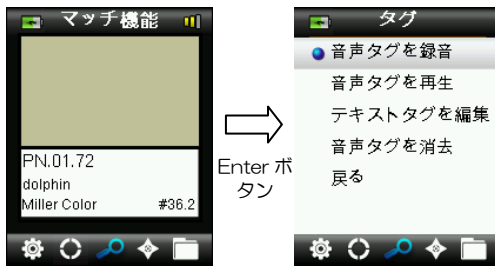 マッチ機能
PN.01.72
dolphin
Miller Color #36.2
Enter ボ
タン
タグ
音声タグを録音
音声タグを再生
テキストタグを編集
音声タグを消去
戻る